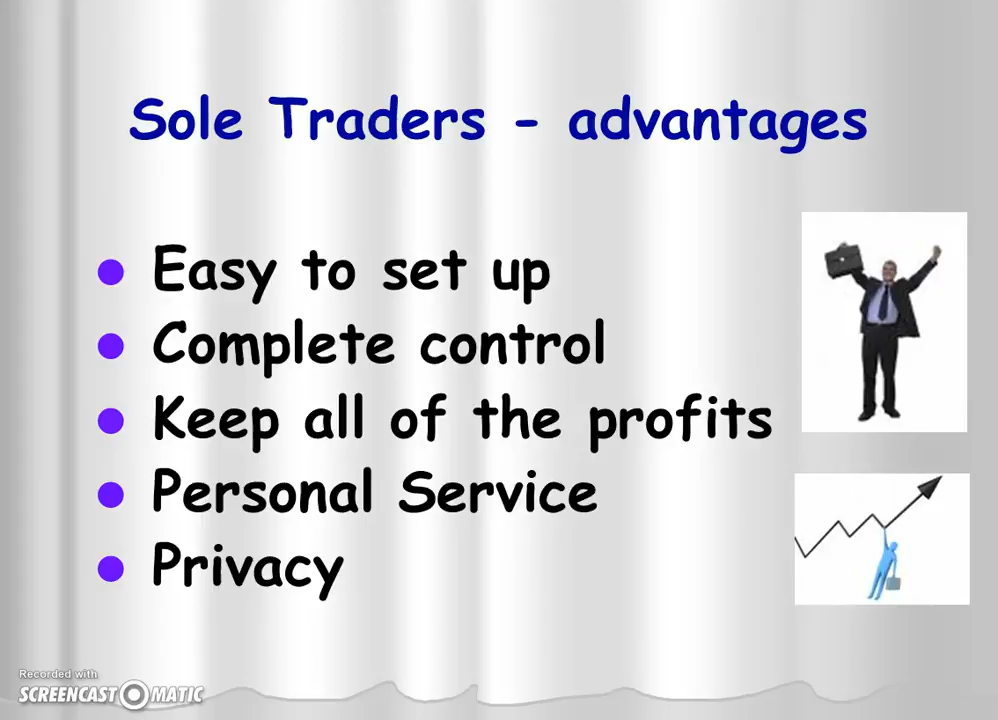 Sole Traders - advantages
Easy to set up
Complete control
Keep all of the profits
Personal Service
Privacy
Recorded with
SCREENCAST MATIC